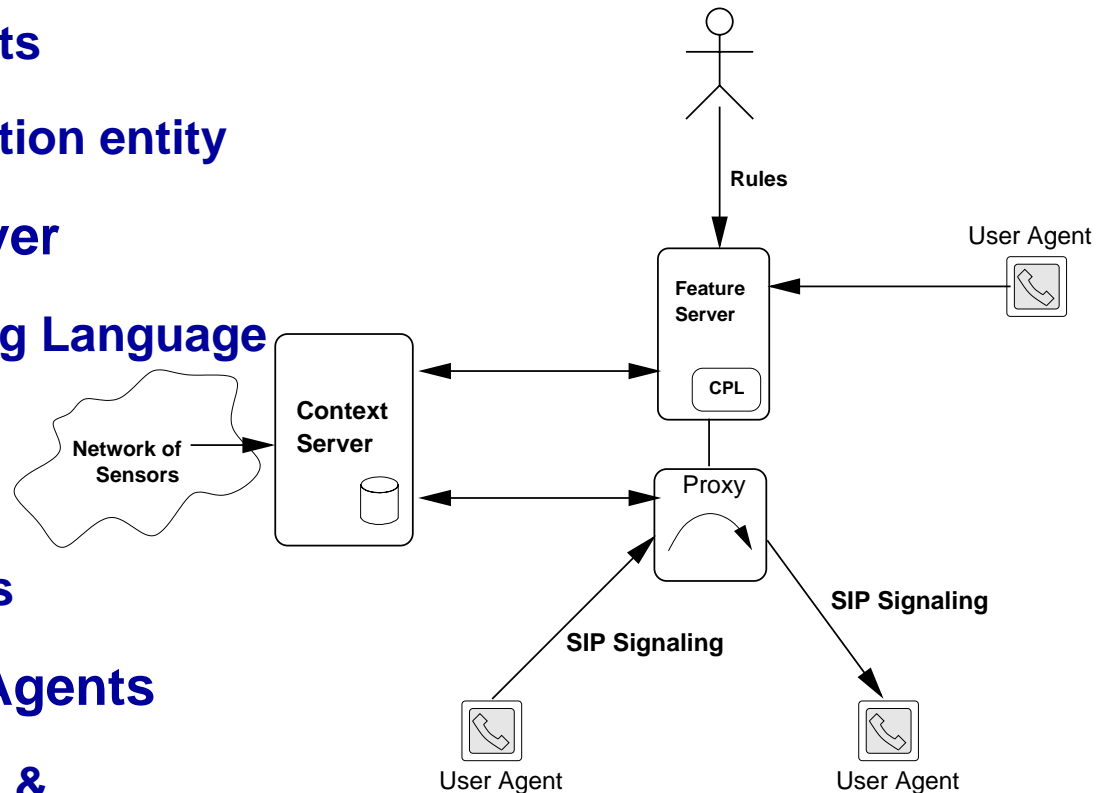 ts
tion entity
ver
g Language
s
Agents
&
Rules
User Agent
Feature
Server
CPL
Context
Server
Network of
Sensors
Proxy
SIP Signaling
SIP Signaling
User Agent
User Agent